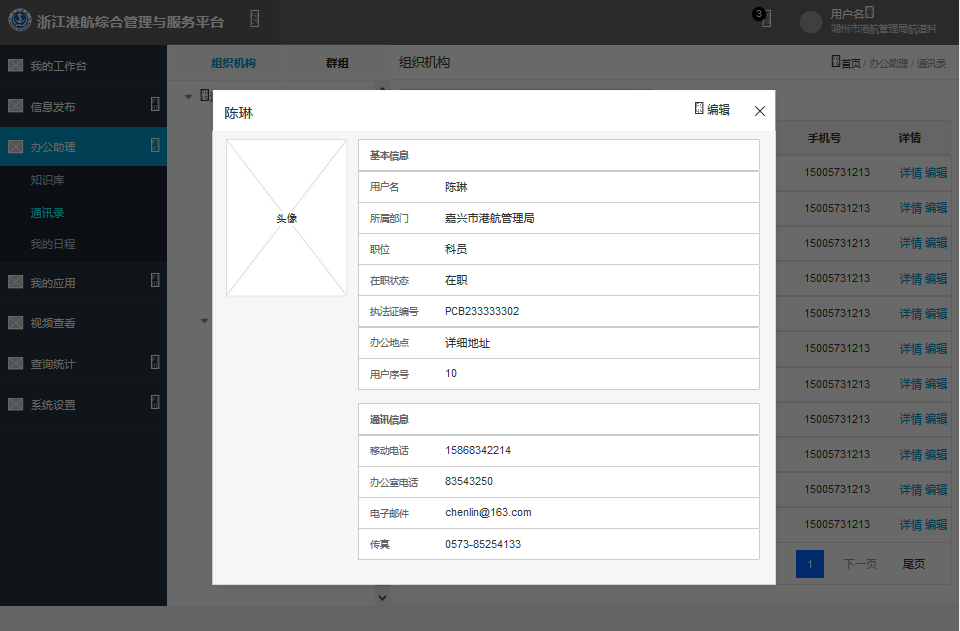 浙江港航综合管理与服务平台
3
用户名
湖州市港航管理局航道科
我的工作台
信息发布
办公助理
知识库
通讯录
我的日程
我的应用
视频查看
查询统计
系统设置
组织机构 群组
组织机构
首页 / 办公助理 / 通讯录
手机号 详情
15005731213 详情 编辑
15005731213 详情 编辑
15005731213 详情 编辑
15005731213 详情 编辑
15005731213 详情 编辑
15005731213 详情 编辑
15005731213 详情 编辑
15005731213 详情 编辑
15005731213 详情 编辑
15005731213 详情 编辑
15005731213 详情 编辑
1 下一页 尾页
陈琳
编辑
头像
基本信息
用户名 陈琳
所属部门 嘉兴市港航管理局
职位 科员
在职状态 在职
执法证编号 PCB233333302
办公地点 详细地址
用户序号 10
通讯信息
移动电话 15868342214
办公室电话 83543250
电子邮件 chenlin@163.com
传真 0573-85254133